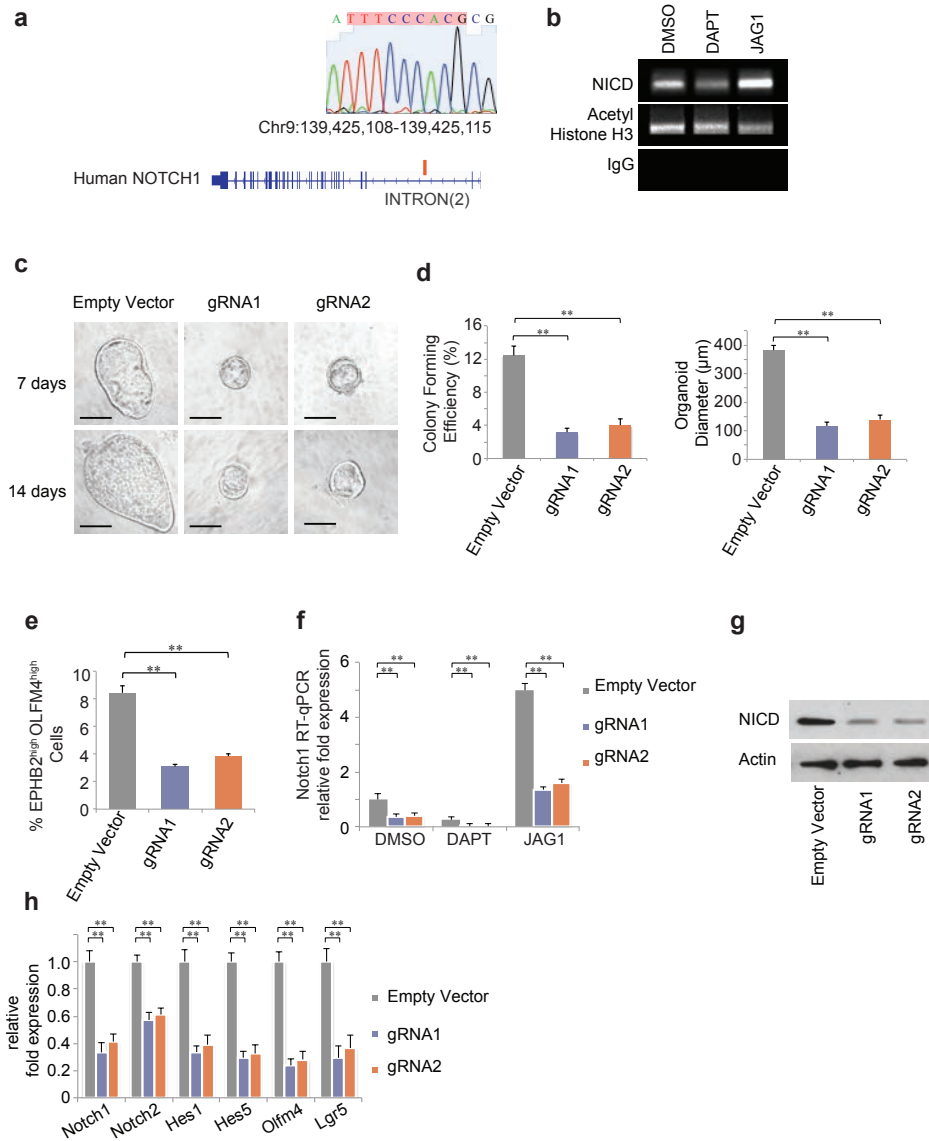 a
A T T T C C C A C G C G
Chr9:139,425,108-139,425,115
Human NOTCH1
INTRON(2)
b
DMSO
DAPT
JAG1
NICD
Acetyl
Histone H3
IgG
c
Empty Vector
gRNA1
gRNA2
7 days
14 days
d
Colony Forming
Efficiency (%)
16
12
8
4
0
**
**
Empty Vector
gRNA1
gRNA2
Organoid
Diameter (µm)
400
300
200
100
0
**
**
Empty Vector
gRNA1
gRNA2
e
% EPHB2high OLFM4high
Cells
10
8
6
4
2
0
**
**
Empty Vector
gRNA1
gRNA2
f
Notch1 RT-qPCR
relative fold expression
6
4
2
0
**
**
**
**
**
**
DMSO
DAPT
JAG1
Empty Vector
gRNA1
gRNA2
g
NICD
Actin
Empty Vector
gRNA1
gRNA2
h
relative
fold expression
1.0
0.8
0.6
0.4
0.2
0
** ** ** ** ** **
** ** ** ** ** **
Notch1
Notch2
Hes1
Hes5
Olfm4
Lgr5
Empty Vector
gRNA1
gRNA2